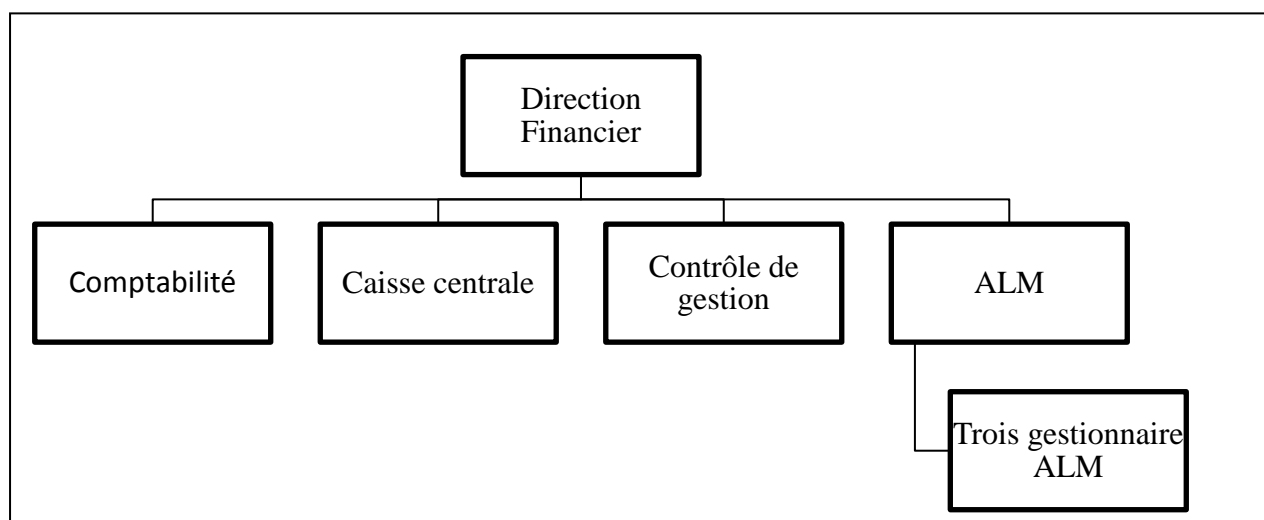 Direction
Financier
Comptabilité
Caisse centrale
Contrôle de
gestion
ALM
Trois gestionnaire
ALM